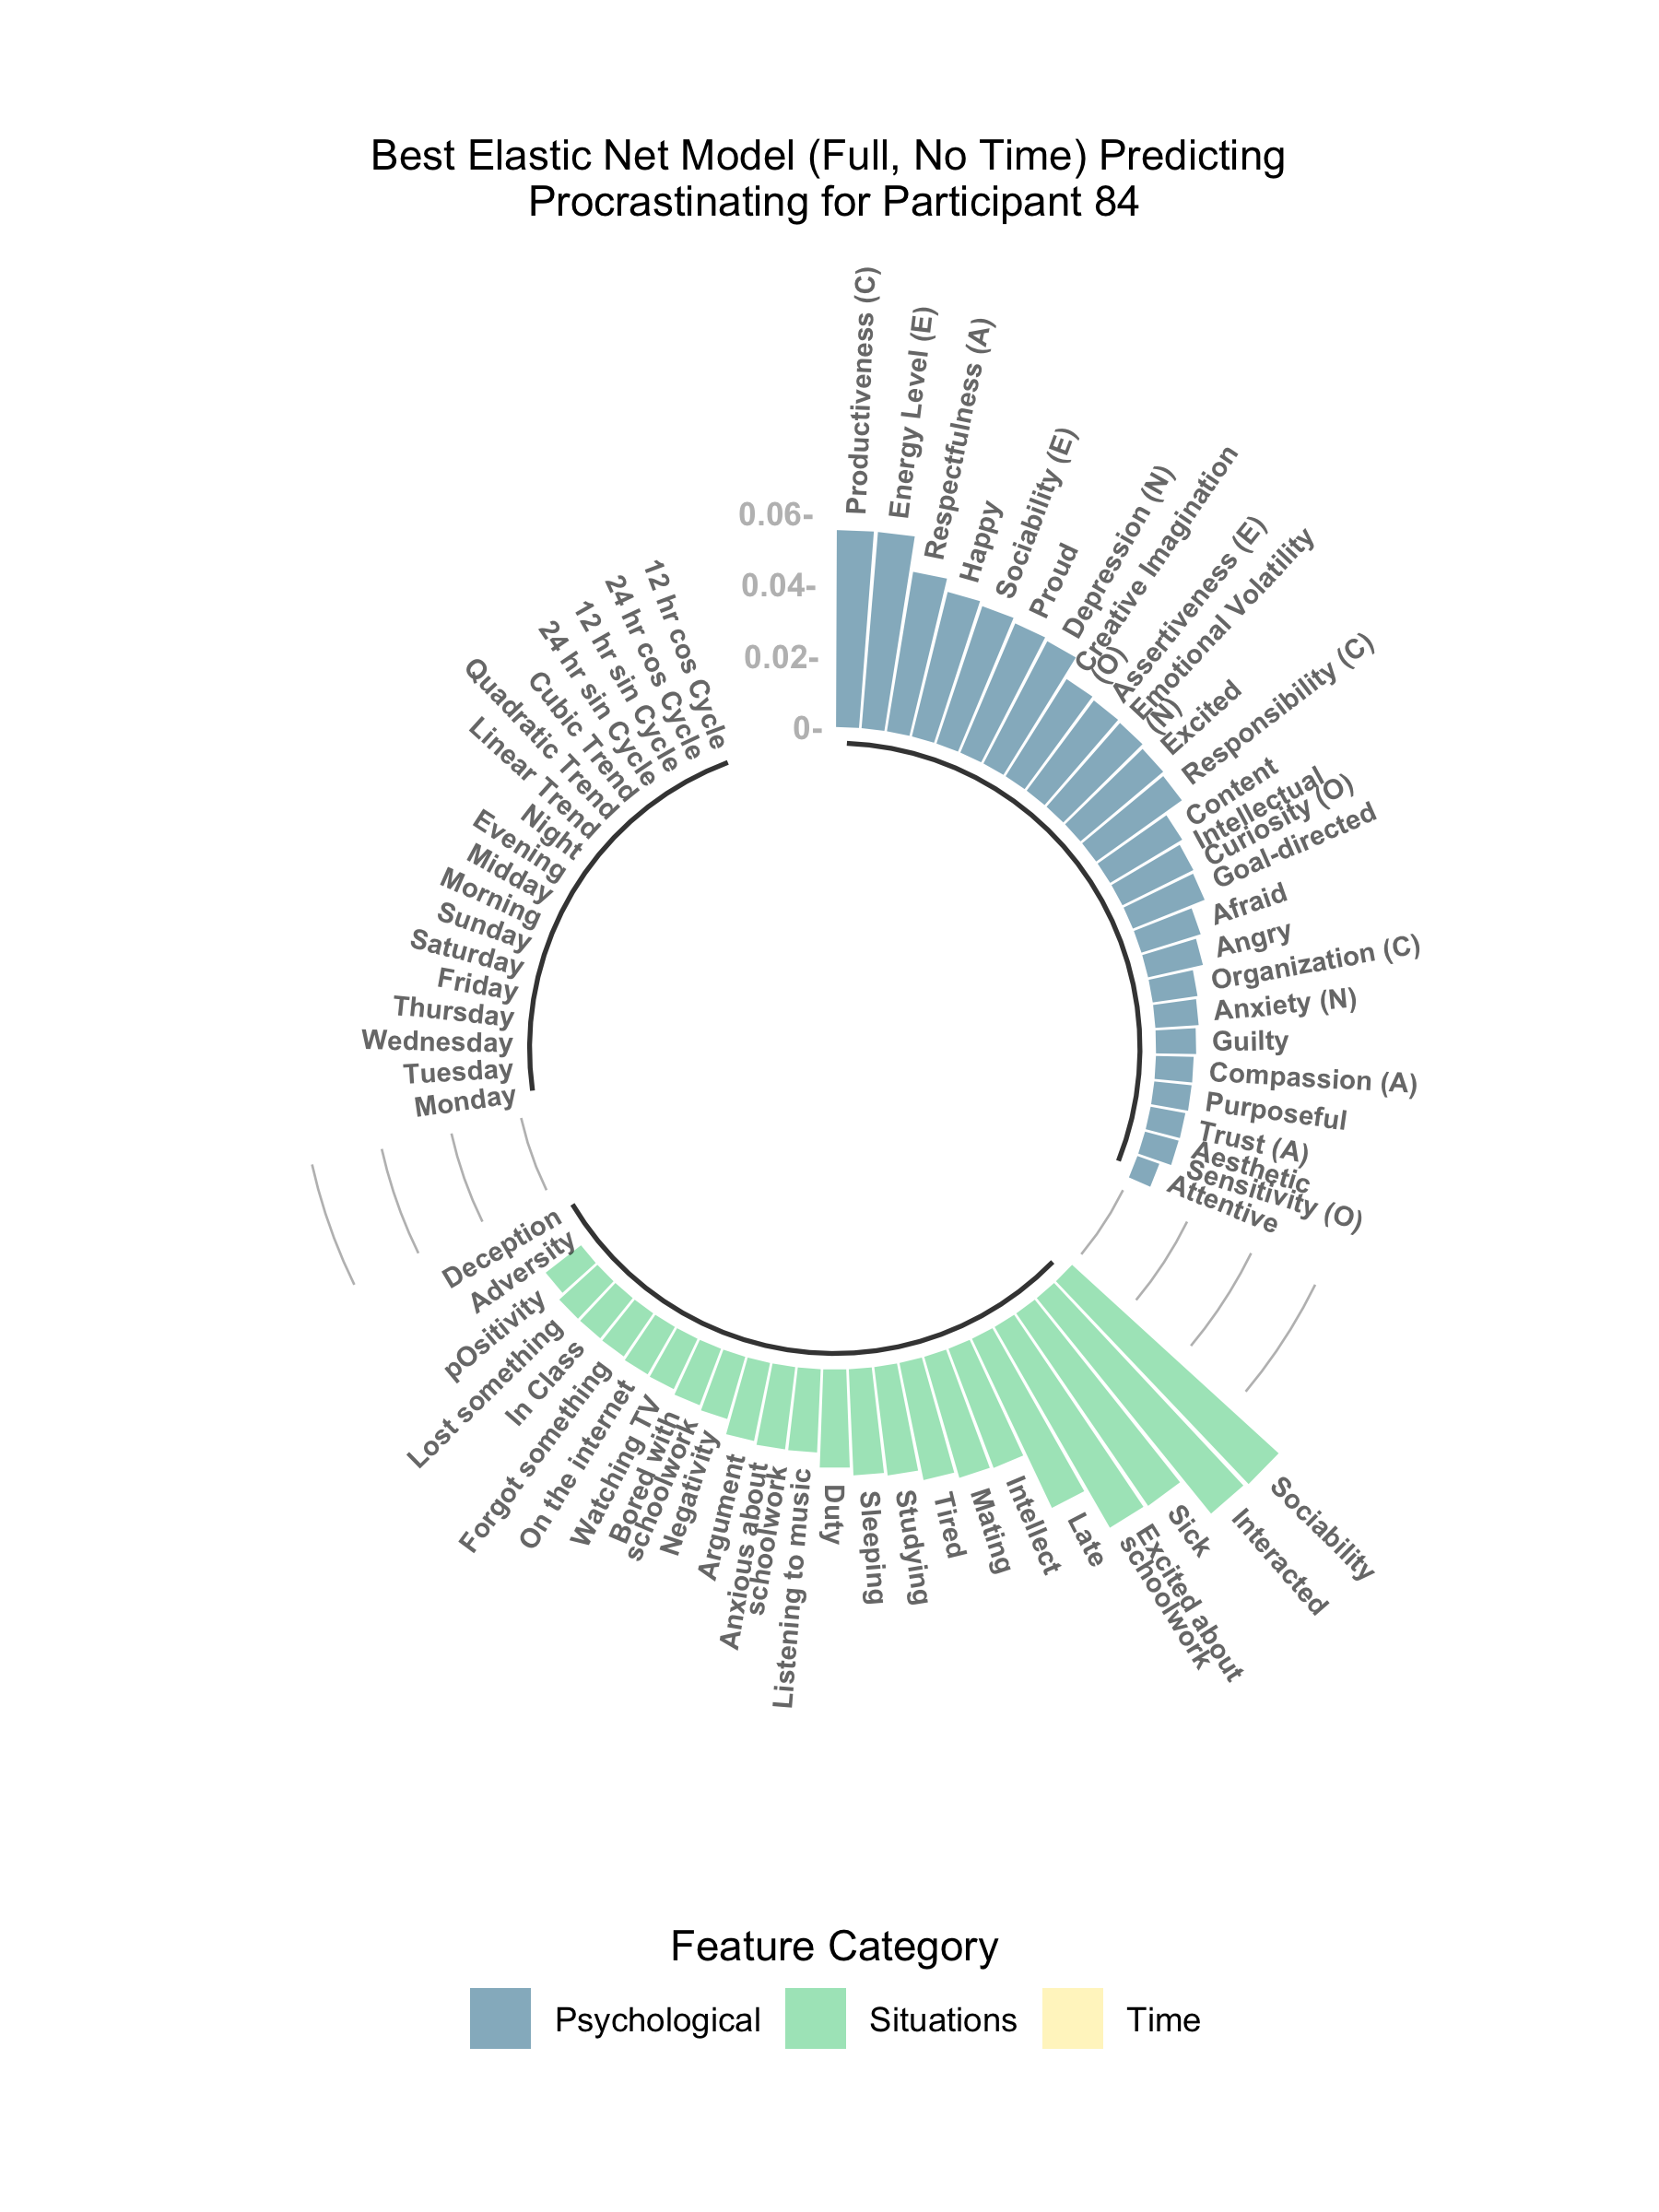 Best Elastic Net Model (Full, No Time) Predicting
Procrastinating for Participant 84
0.06-
0.04-
0.02-
0-
Productiveness (C)
Energy Level (E)
Respectfulness (A)
Happy
Sociability (E)
Proud
Depression (N)
Creative Imagination
(O)
Assertiveness (E)
Emotional Volatility
(N)
Excited
Responsibility (C)
Content
Intellectual
Curiosity (O)
Goal-directed
Afraid
Angry
Organization (C)
Anxiety (N)
Guilty
Compassion (A)
Purposeful
Trust (A)
Aesthetic
Sensitivity (O)
Attentive
Sociability
Interacted
Sick
Excited about
schoolwork
Late
Intellect
Mating
Tired
Studying
Sleeping
Duty
Listening to music
Anxious about
schoolwork
Argument
Negativity
Bored with
schoolwork
Watching TV
On the internet
Forgot something
In Class
Lost something
pOsitivity
Adversity
Deception
Monday
Tuesday
Wednesday
Thursday
Friday
Saturday
Sunday
Morning
Midday
Evening
Night
Linear Trend
Quadratic Trend
Cubic Trend
24 hr sin Cycle
12 hr sin Cycle
24 hr cos Cycle
12 hr cos Cycle
Feature Category
Psychological
Situations
Time